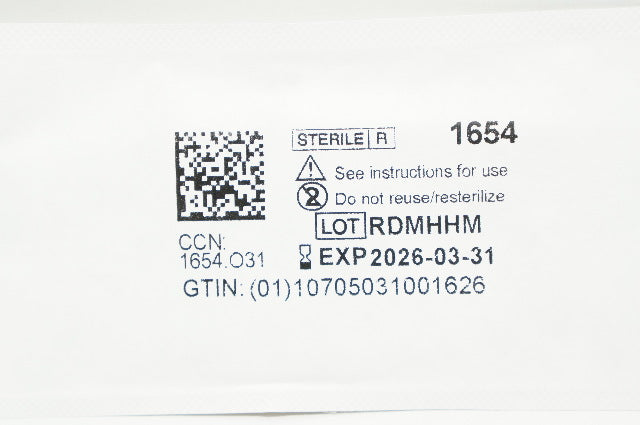 STERILE R 1654
See instructions for use
Do not reuse/resterilize
LOT RDMHHM
CCN:
1654.O31
EXP 2026-03-31
GTIN: (01)10705031001626